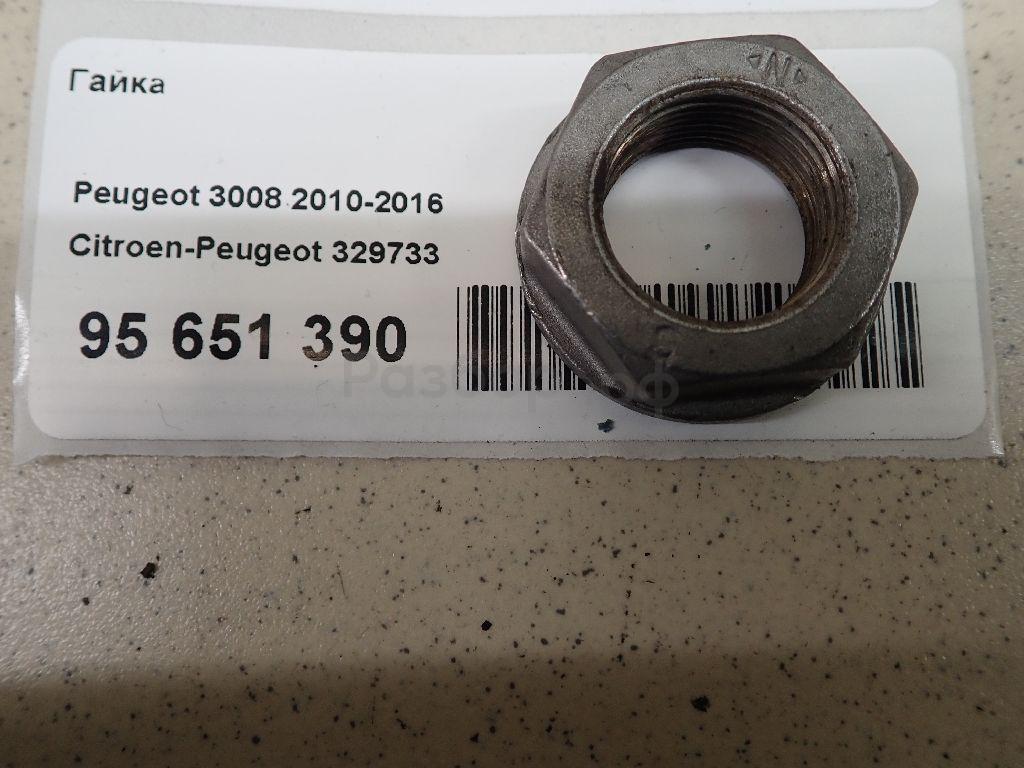 Гайка
N
Peugeot 3008 2010-2016
Citroen-Peugeot 329733
95 651 390